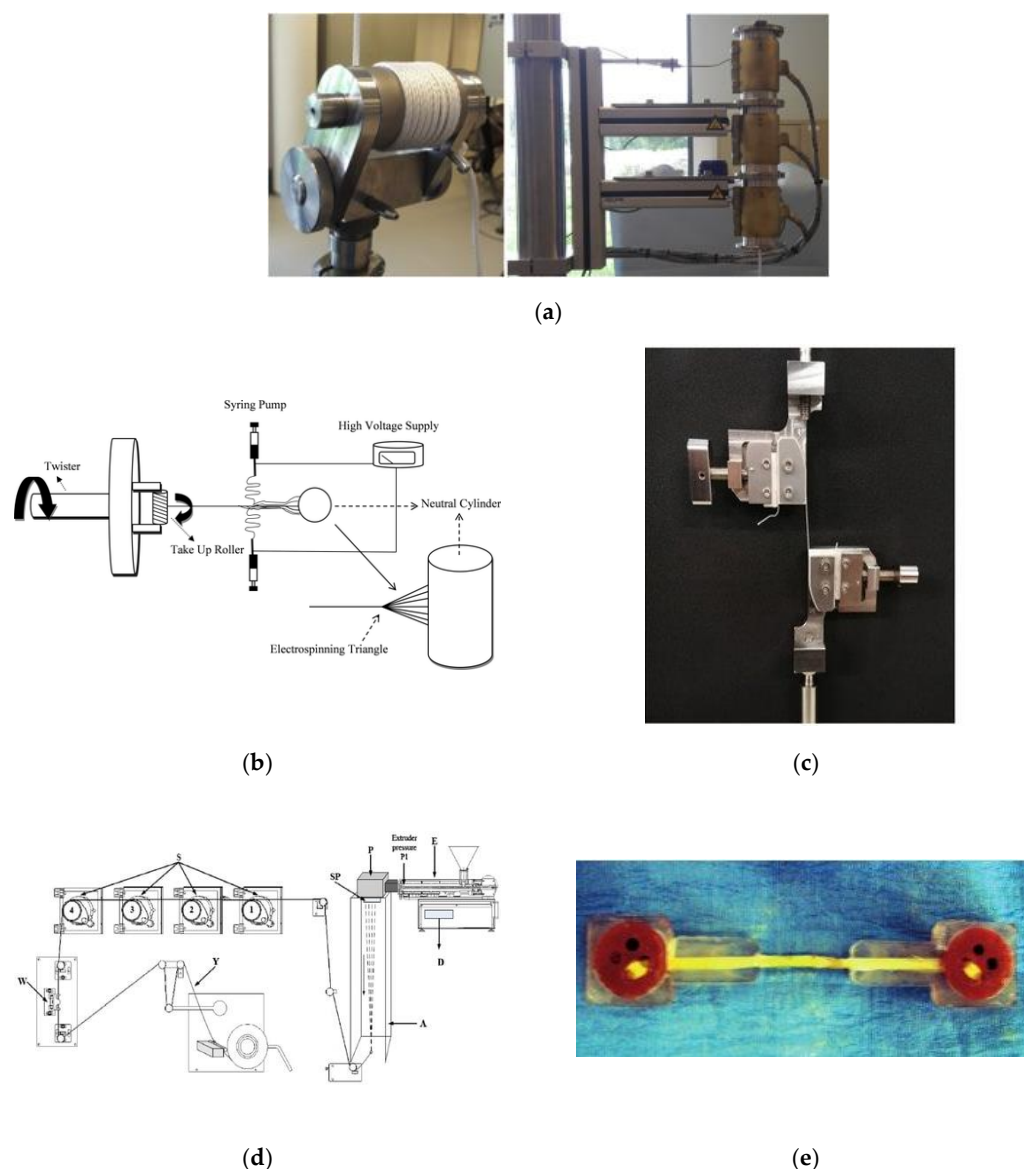 (a)
Syring Pump
High Voltage Supply
Twister
Neutral Cylinder
Take Up Roller
Electrospinning Triangle
(b)
(c)
Extruder
pressure
P1
E
P
S
SP
4
3
2
1
D
W
Y
A
(d)
(e)